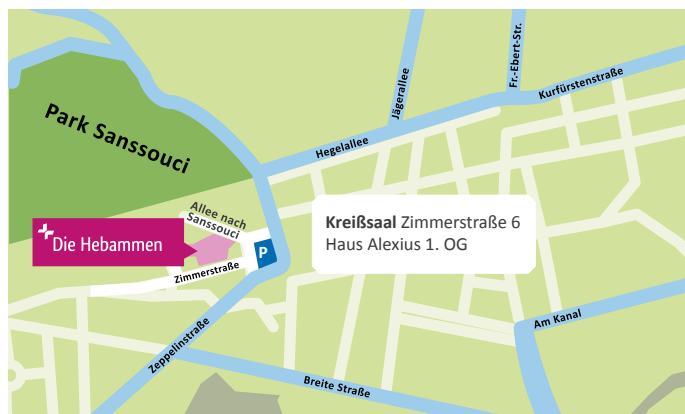 Fr.-Ebert-Str.
Jägerallee
Kurfürstenstraße
Park Sanssouci
Hegelallee
Allee nach
Sanssouci
Die Hebammen
Kreißsaal Zimmerstraße 6
Haus Alexius 1. OG
P
Zimmerstraße
Zeppelinstraße
Am Kanal
Breite Straße